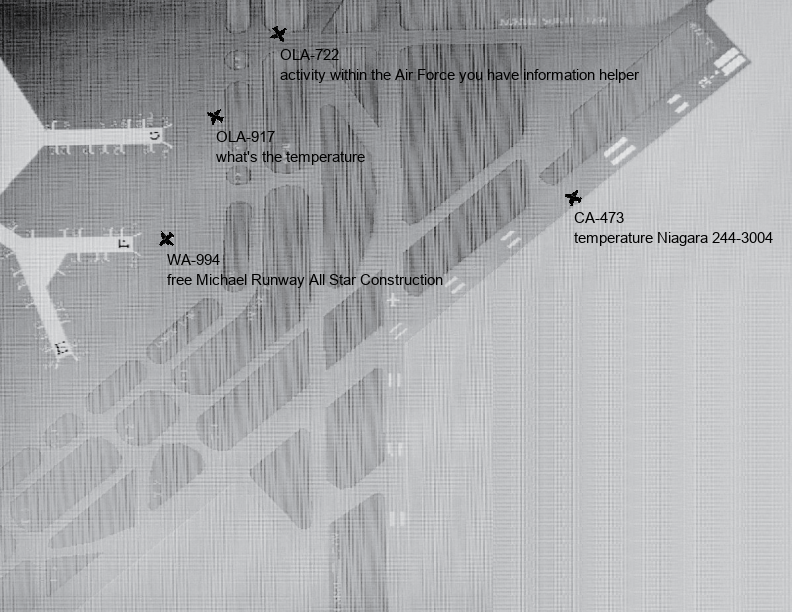 OLA-722
activity within the Air Force you have information helper
OLA-917
what's the temperature
CA-473
temperature Niagara 244-3004
WA-994
free Michael Runway All Star Construction